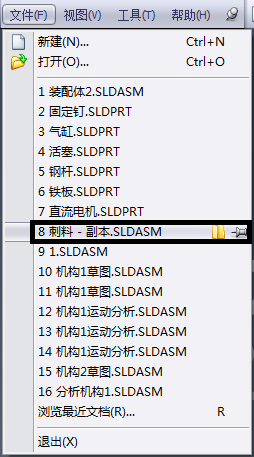 文件(F) 视图(V) 工具(T) 帮助(H)
新建(N)... Ctrl+N
打开(O)... Ctrl+O
1 装配体2.SLDASM
2 固定钉.SLDPRT
3 气缸.SLDPRT
4 活塞.SLDPRT
5 钢杆.SLDPRT
6 铁板.SLDPRT
7 直流电机.SLDPRT
8 刺料 - 副本.SLDASM
9 1.SLDASM
10 机构1草图.SLDASM
11 机构1草图.SLDASM
12 机构1运动分析.SLDASM
13 机构1运动分析.SLDASM
14 机构1运动分析.SLDASM
15 机构2草图.SLDASM
16 分析机构1.SLDASM
浏览最近文档(R)... R
退出(X)